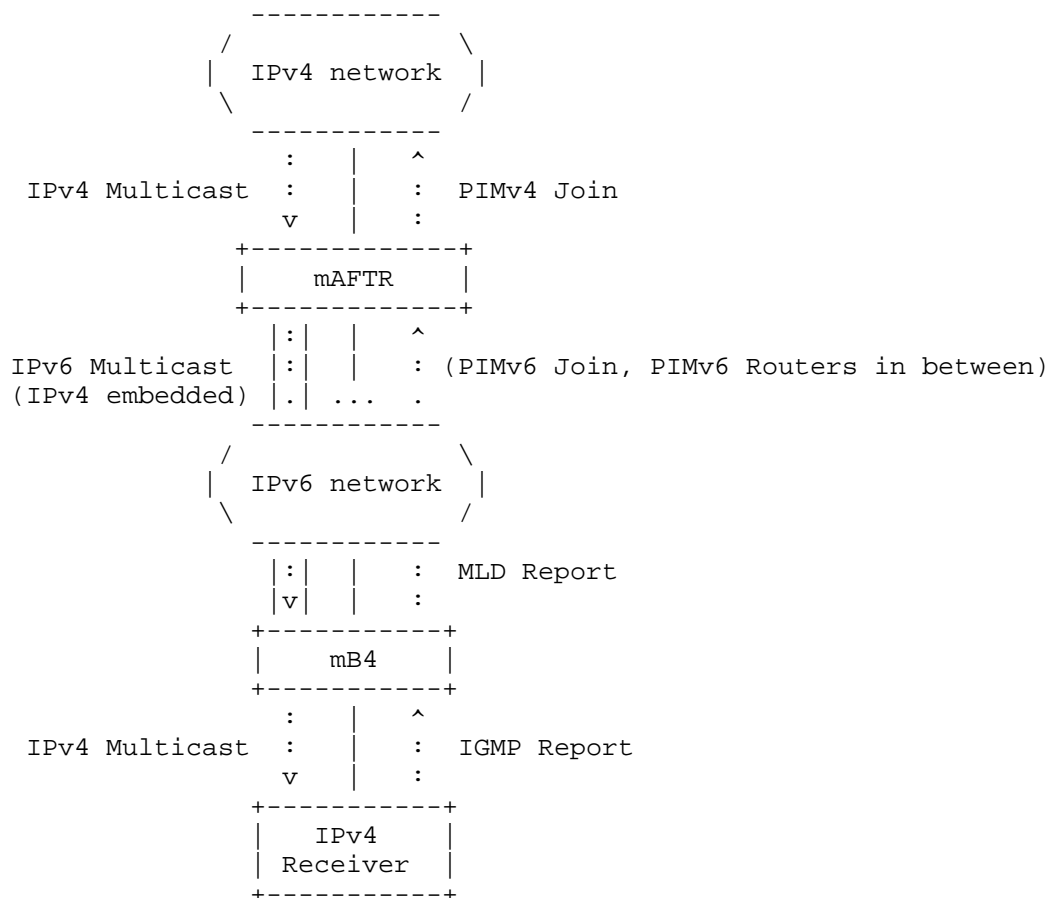 IPv4 network
IPv4 Multicast : | : PIMv4 Join
mAFTR
IPv6 Multicast |:| | : (PIMv6 Join, PIMv6 Routers in between)
(IPv4 embedded) |.| ... .
IPv6 network
|:| | : MLD Report
|v| | :
mB4
IPv4 Multicast : | : IGMP Report
v | :
IPv4
Receiver